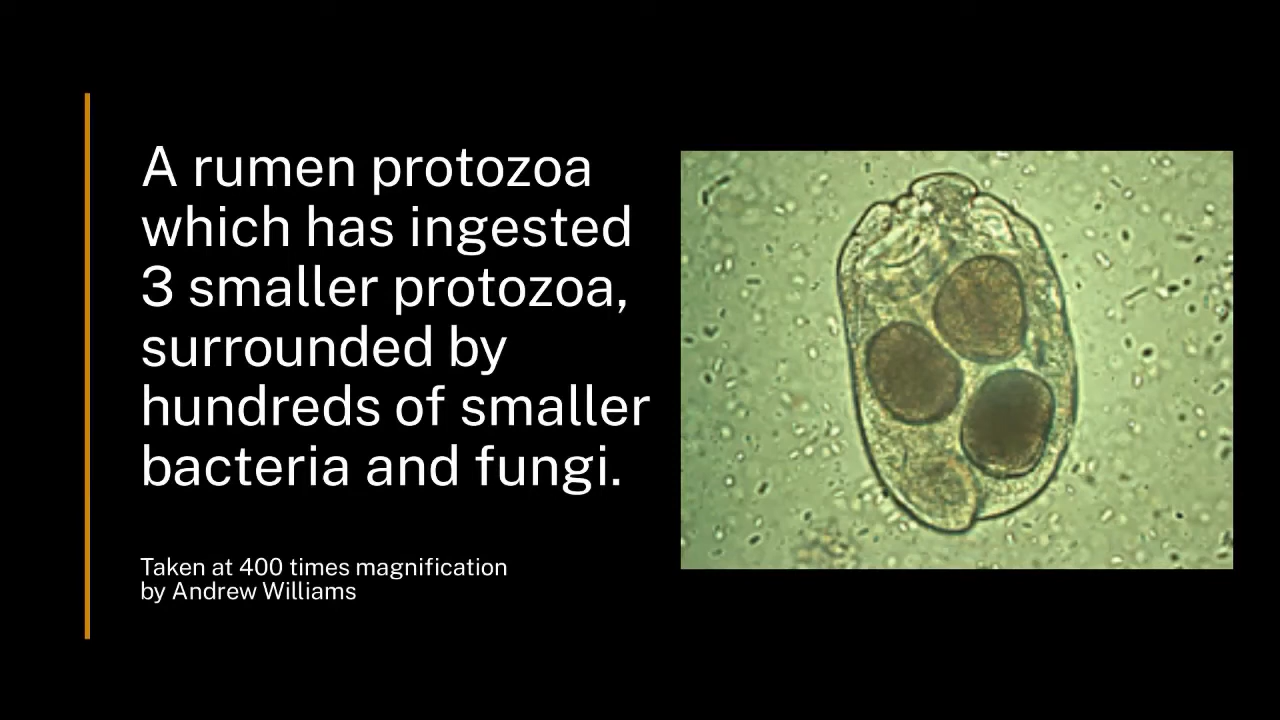 A rumen protozoa
which has ingested
3 smaller protozoa,
surrounded by
hundreds of smaller
bacteria and fungi.
Taken at 400 times magnification
by Andrew Williams